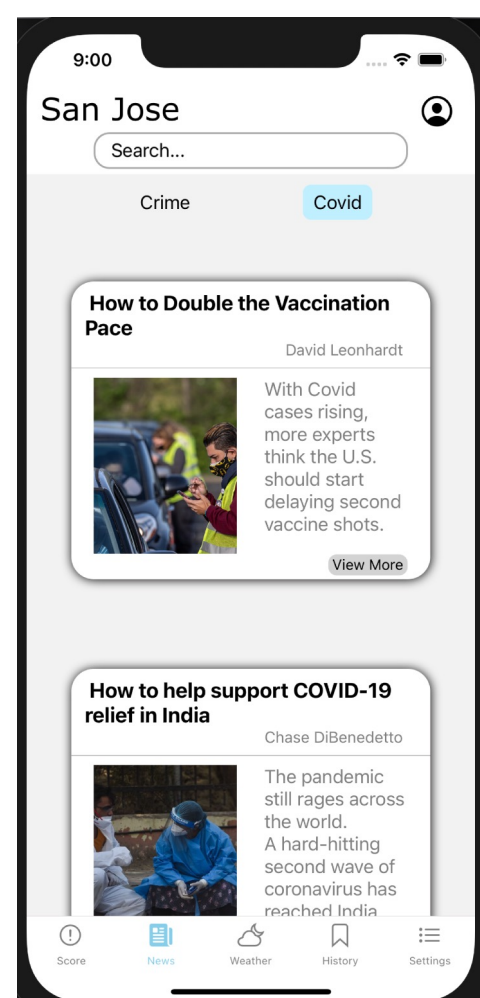 9:00
San Jose
Search...
Crime
Covid
How to Double the Vaccination
Pace
David Leonhardt
With Covid
cases rising,
more experts
think the U.S.
should start
delaying second
vaccine shots.
View More
How to help support COVID-19
relief in India
Chase DiBenedetto
The pandemic
still rages across
the world.
A hard-hitting
second wave of
coronavirus has
reached India
Score
News
Weather
History
Settings